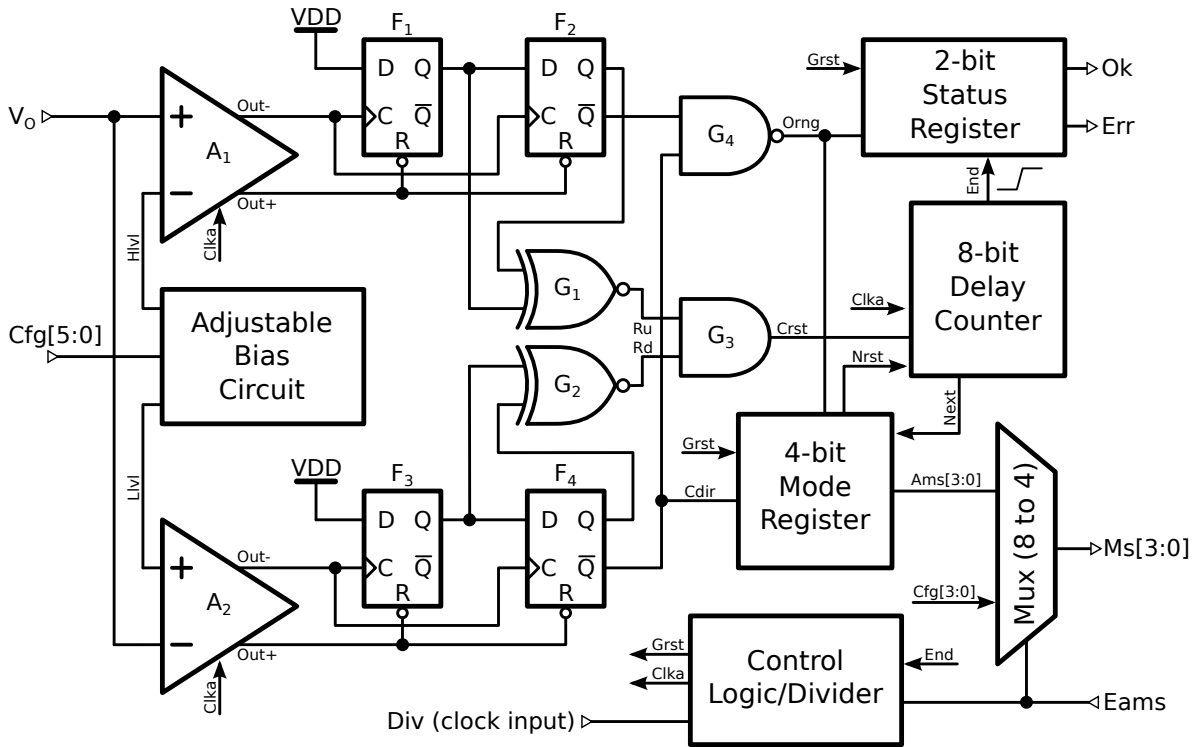 VDD F₁ F₂
D Q D Q
Grst
2-bit
Status
Register
Ok
Err
V_O
+
Out-
C Q̅ C Q̅
G₄
Orng
A₁
R R
−
Out+
Hlvl
Clka
End
8-bit
Delay
Counter
G₁
Clka
Adjustable
Bias
Circuit
Cfg[5:0]
Ru
Rd
G₃
Crst
Nrst
G₂
Next
Llvl
VDD F₃ F₄
D Q D Q
Grst
4-bit
Mode
Register
Cdir
Ams[3:0]
+
Out-
C Q̅ C Q̅
A₂
R R
−
Out+
Clka
Mux (8 to 4)
Ms[3:0]
Cfg[3:0]
Grst
Clka
Control
Logic/Divider
End
Div (clock input)
Eams